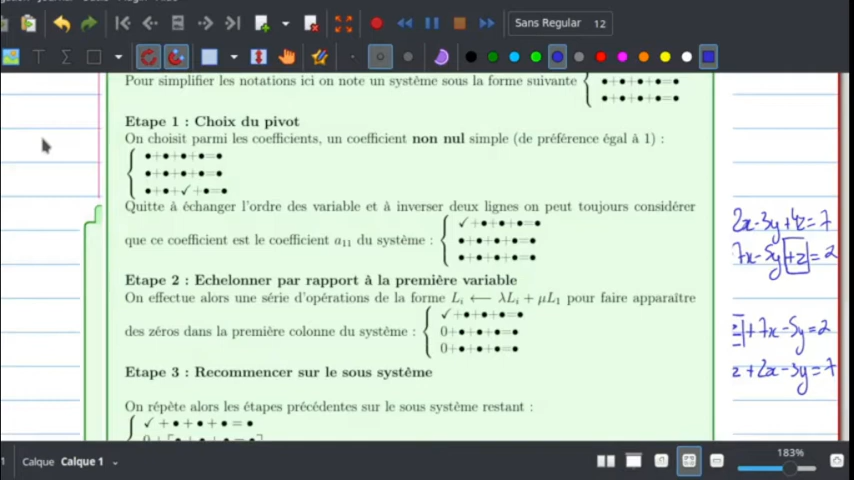 Sans Regular 12
Pour simplifier les notations ici on note un système sous la forme suivante { •+•+•+•=•
•+•+•+•=•
Etape 1 : Choix du pivot
On choisit parmi les coefficients, un coefficient non nul simple (de préférence égal à 1) :
{ •+•+•+•=•
•+•+•+•=•
•+•+✓+•=•
Quitte à échanger l'ordre des variable et à inverser deux lignes on peut toujours considérer
que ce coefficient est le coefficient a₁₁ du système : { ✓+•+•+•=•
•+•+•+•=•
•+•+•+•=•
Etape 2 : Echelonner par rapport à la première variable
On effectue alors une série d'opérations de la forme Lᵢ ⟵ λLᵢ + μL₁ pour faire apparaître
des zéros dans la première colonne du système : { ✓+•+•+•=•
0+•+•+•=•
0+•+•+•=•
Etape 3 : Recommencer sur le sous système
On répète alors les étapes précédentes sur le sous système restant :
{ ✓ + • + • + • = •
2x-3y+4z=7
7x-5y+z=2
+7x-5y=2
z+2x-3y=7
Calque Calque 1
183%